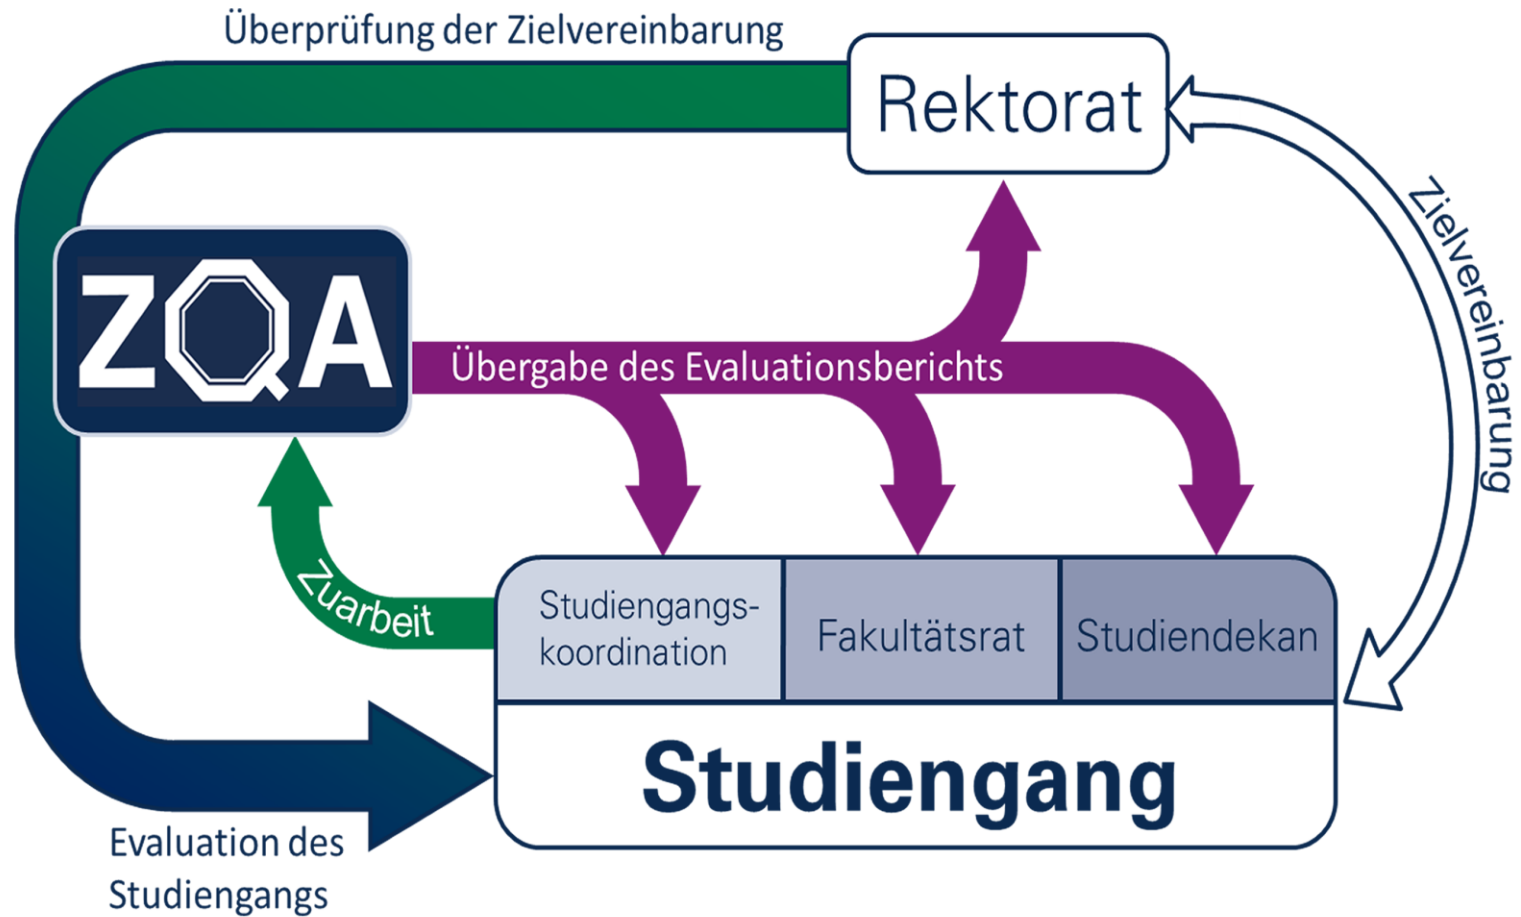 Überprüfung der Zielvereinbarung
Rektorat
Zielvereinbarung
ZQA
Übergabe des Evaluationsberichts
Zuarbeit
Studiengangs-
koordination
Fakultätsrat
Studiendekan
Studiengang
Evaluation des
Studiengangs